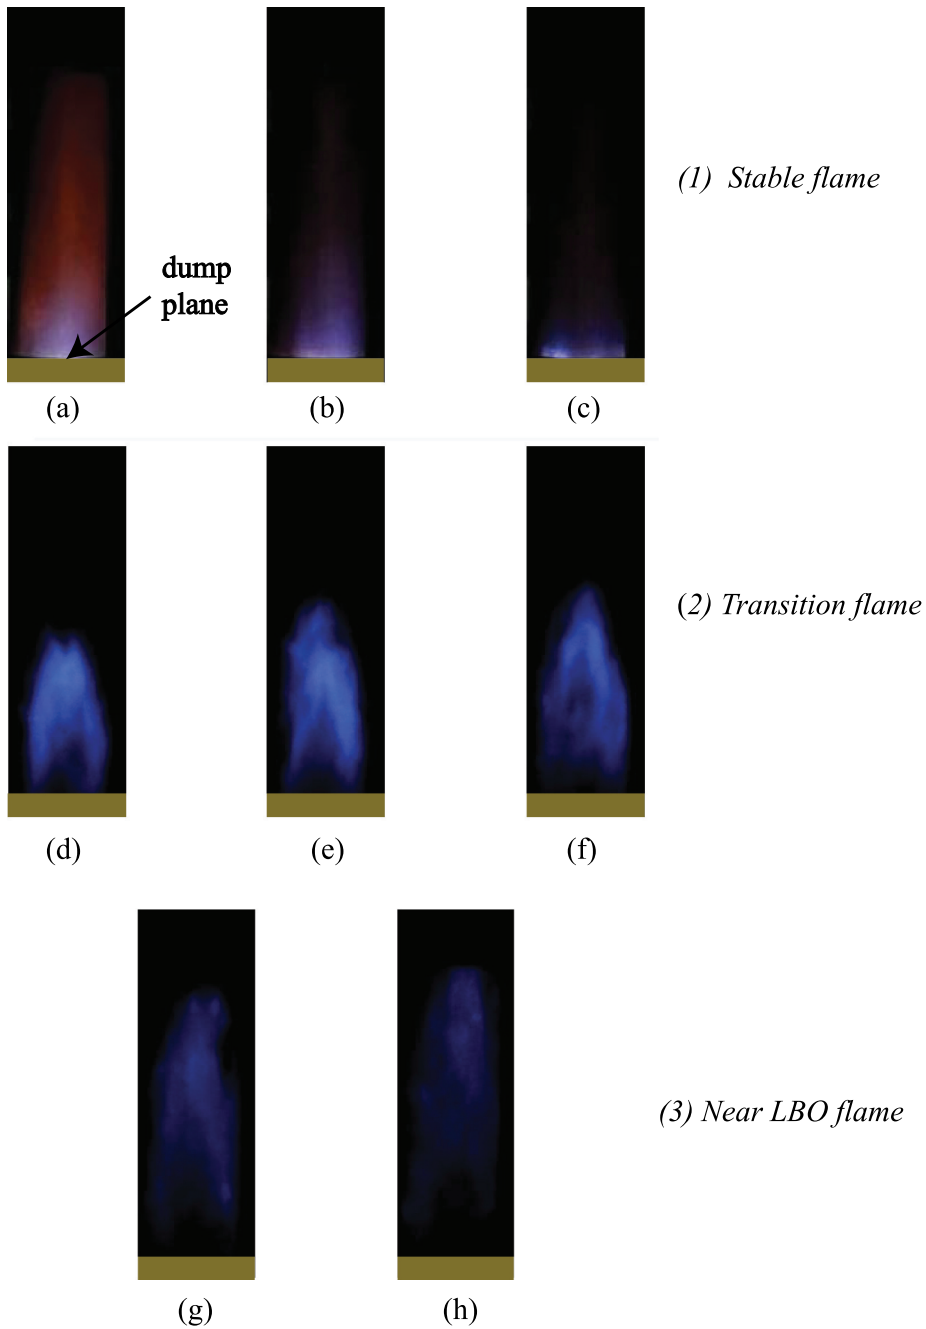 (1) Stable flame
dump
plane
(a)
(b)
(c)
(2) Transition flame
(d)
(e)
(f)
(3) Near LBO flame
(g)
(h)